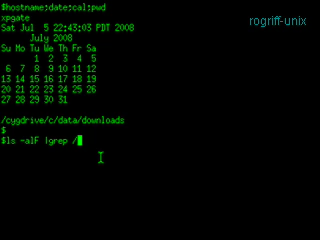 $hostname;date;cal;pwd
xpgate
Sat Jul  5 22:43:03 PDT 2008
      July 2008
Su Mo Tu We Th Fr Sa
       1  2  3  4  5
 6  7  8  9 10 11 12
13 14 15 16 17 18 19
20 21 22 23 24 25 26
27 28 29 30 31
/cygdrive/c/data/downloads
$
$ls -alF |grep /
rogriff-unix